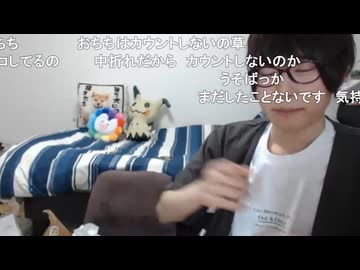 おちち おちちはカウントしないの草
コしてるの 中折れだから カウントしないのか
うそばっか
まだしたことないです 気持